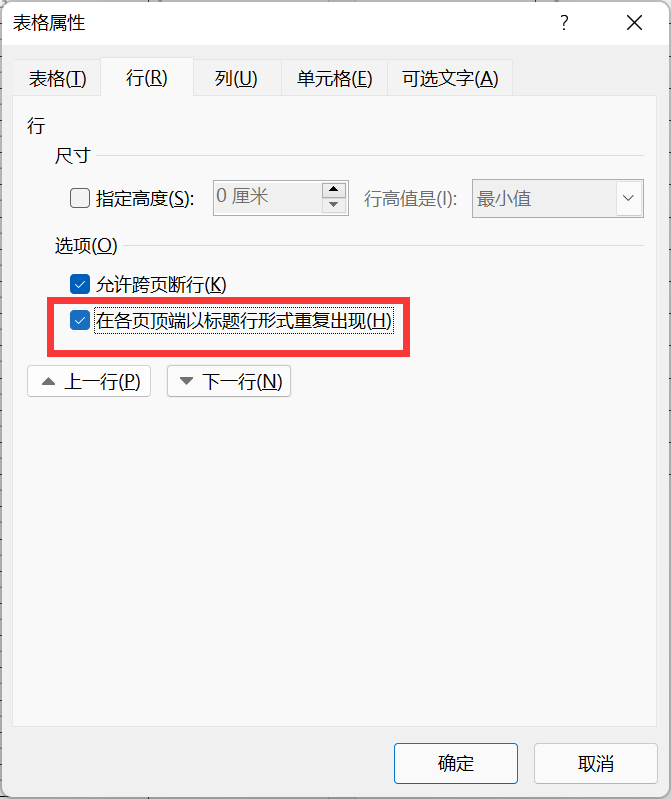 表格属性 ?
表格(T) 行(R) 列(U) 单元格(E) 可选文字(A)
行
尺寸
指定高度(S): 0 厘米 行高值是(I): 最小值
选项(O)
允许跨页断行(K)
在各页顶端以标题行形式重复出现(H)
上一行(P) 下一行(N)
确定 取消